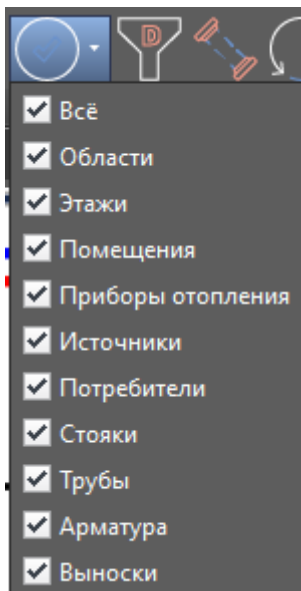 D
Всё
Области
Этажи
Помещения
Приборы отопления
Источники
Потребители
Стояки
Трубы
Арматура
Выноски